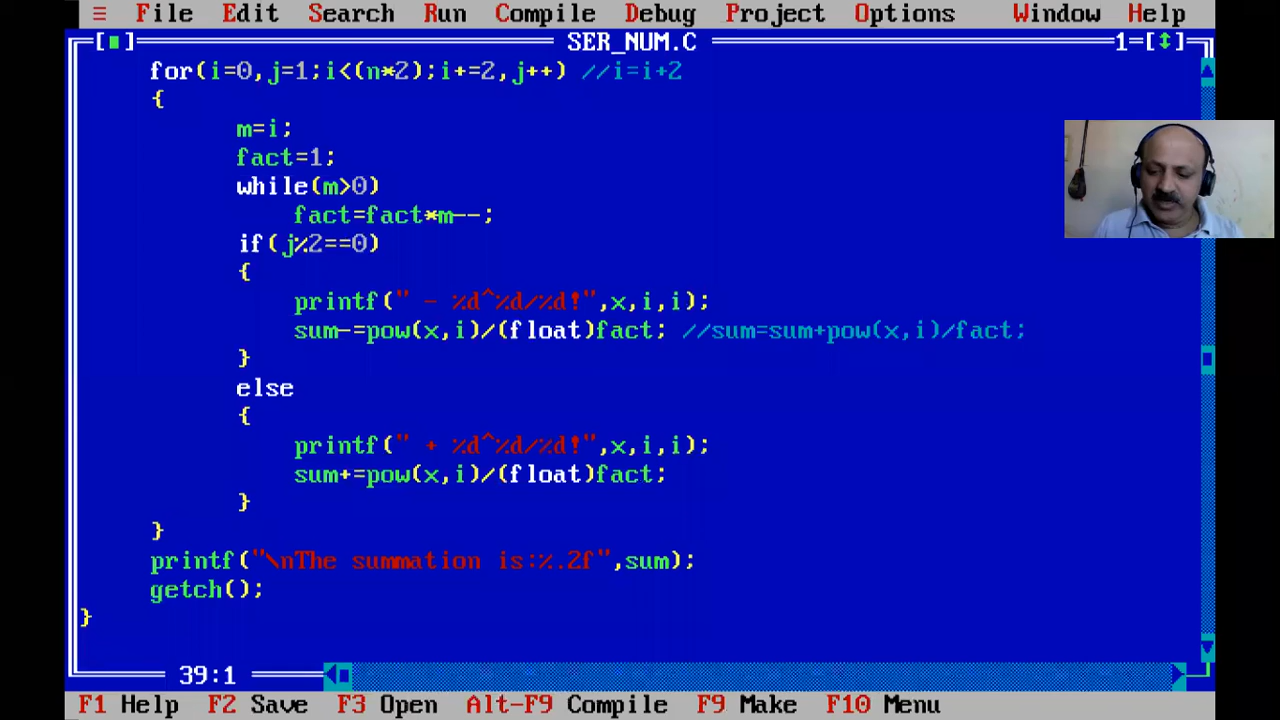 ≡ File Edit Search Run Compile Debug Project Options Window Help
[■] SER_NUM.C 1=[↕]
for(i=0,j=1;i<(n*2);i+=2,j++) //i=i+2
{
m=i;
fact=1;
while(m>0)
fact=fact*m--;
if(j%2==0)
{
printf(" - %d^%d/%d!",x,i,i);
sum-=pow(x,i)/(float)fact; //sum=sum+pow(x,i)/fact;
}
else
{
printf(" + %d^%d/%d!",x,i,i);
sum+=pow(x,i)/(float)fact;
}
}
printf("\nThe summation is:%.2f",sum);
getch();
}
39:1
F1 Help F2 Save F3 Open Alt-F9 Compile F9 Make F10 Menu